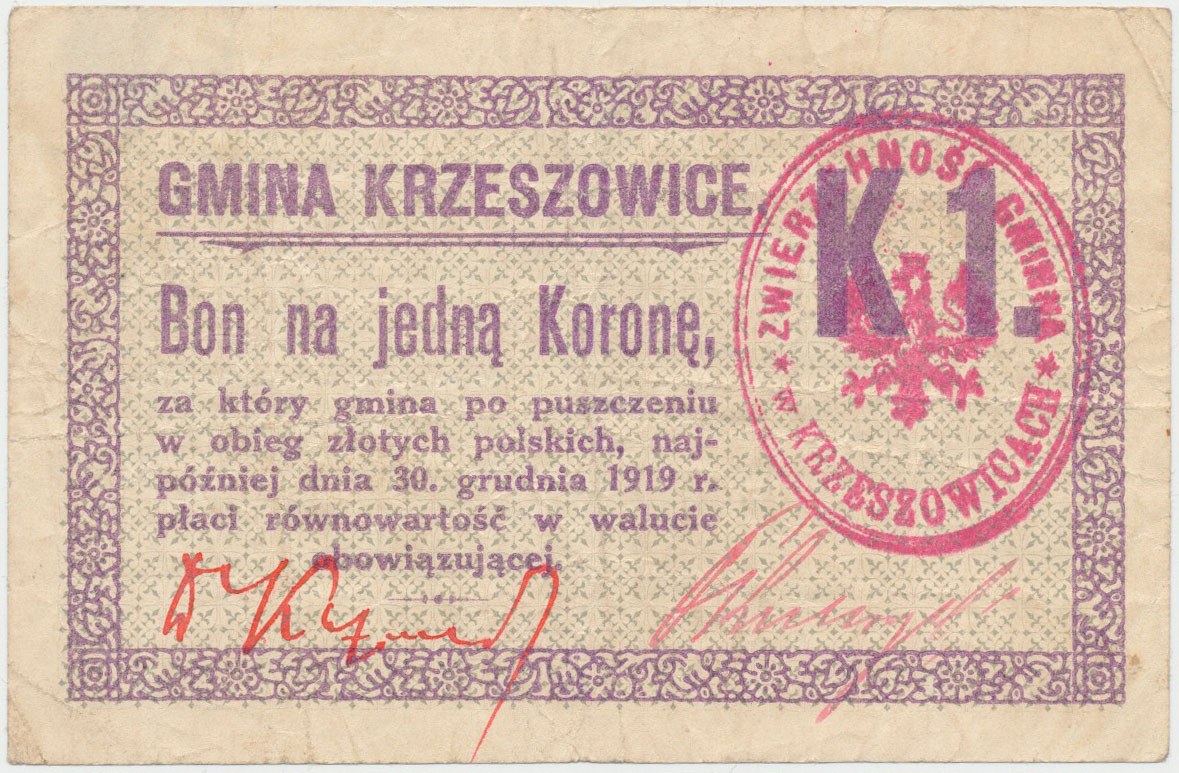 GMINA KRZESZOWICE.
K 1.
ZWIERZCHNOŚĆ GMINNA
* W KRZESZOWICACH *
Bon na jedną Koronę,
za który gmina po puszczeniu
w obieg złotych polskich, naj-
później dnia 30. grudnia 1919 r.
płaci równowartość w walucie
obowiązującej.